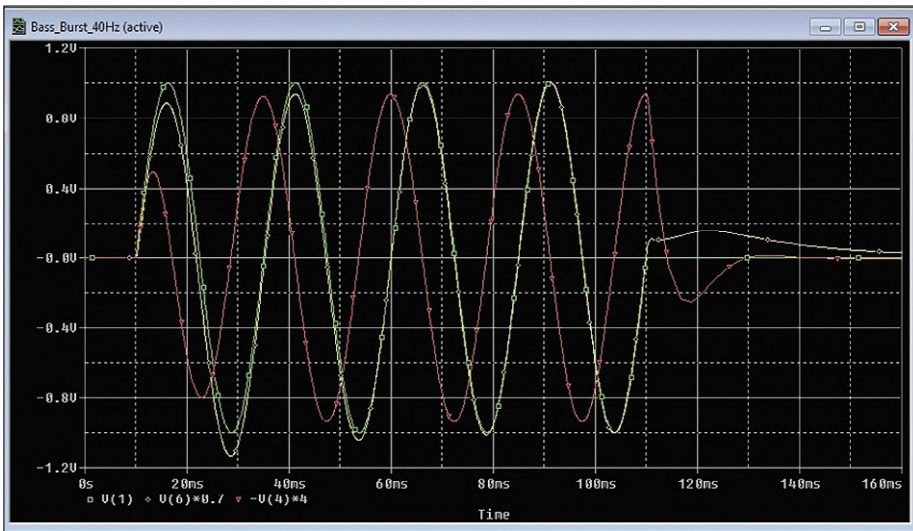 Bass_Burst_40Hz (active)
1.2V
0.8V
0.4V
-0.0V
-0.4V
-0.8V
-1.2V
0s 20ms 40ms 60ms 80ms 100ms 120ms 140ms 160ms
V(1) V(6)*0.7 -V(4)*4
Time